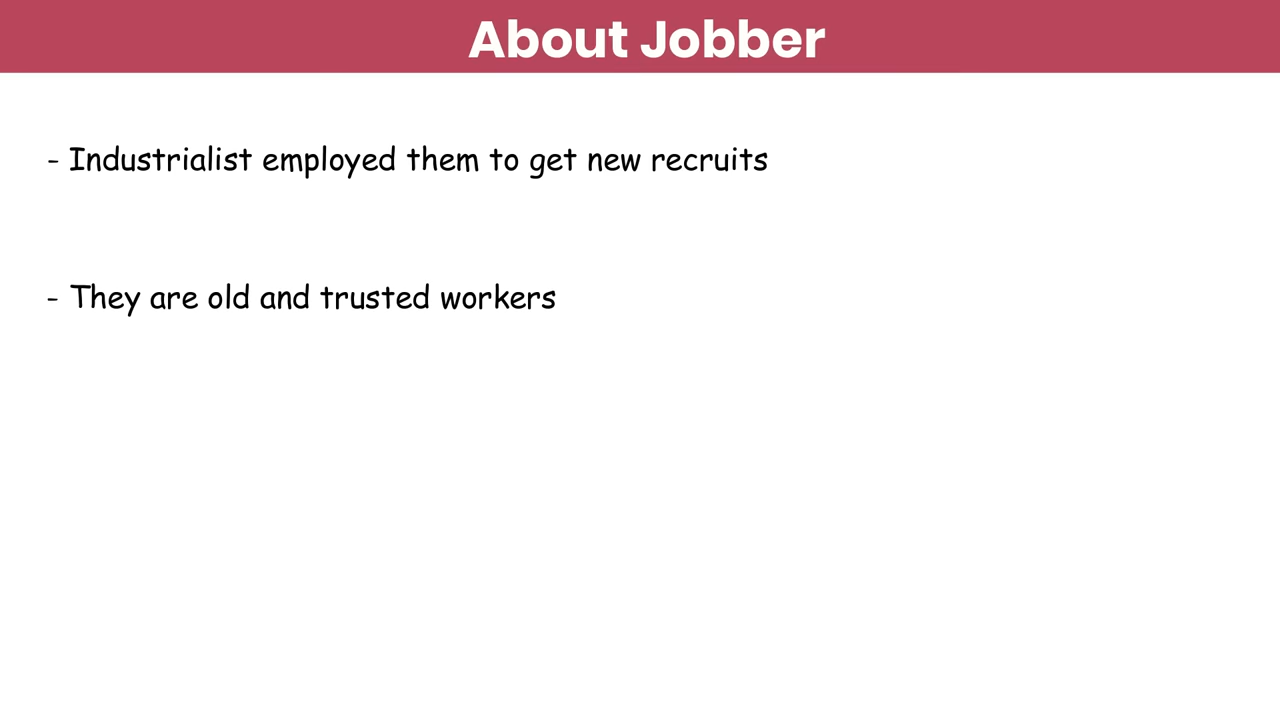 About Jobber
- Industrialist employed them to get new recruits
- They are old and trusted workers